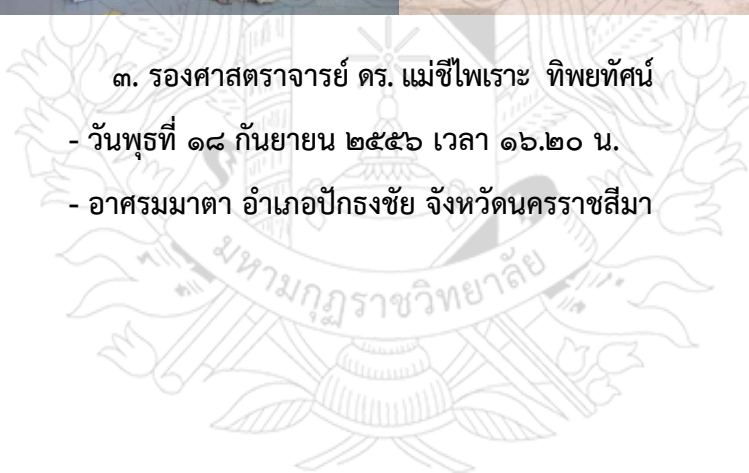 ๓. รองศาสตราจารย์ ดร. แม่ชีไพเราะ ทิพยทัศน์
- วันพุธที่ ๑๘ กันยายน ๒๕๕๖ เวลา ๑๖.๒๐ น.
- อาศรมมาตา อำเภอปักธงชัย จังหวัดนครราชสีมา
มหามกุฏราชวิทยาลัย